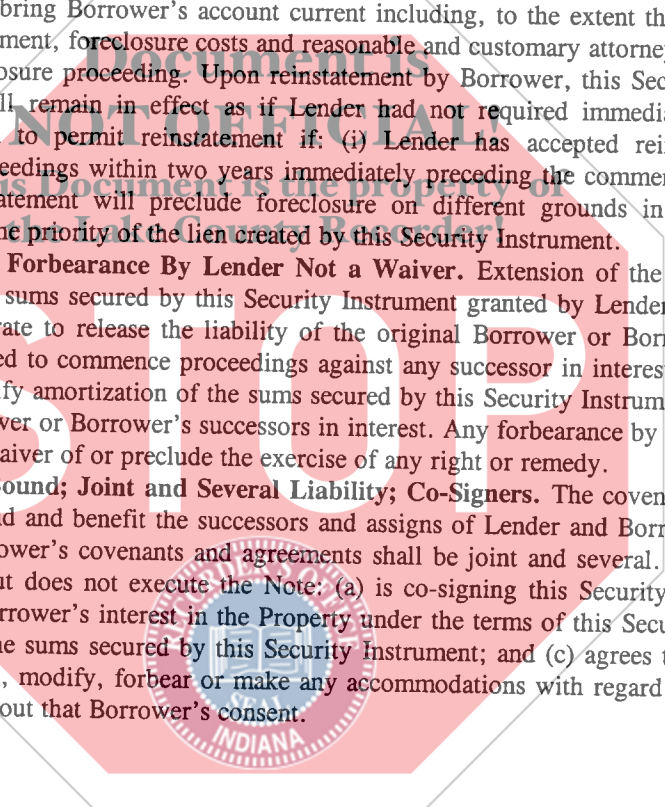 bring Borrower's account current including, to the extent th
ment, foreclosure costs and reasonable and customary attorney
osure proceeding. Upon reinstatement by Borrower, this Sec
ll remain in effect as if Lender had not required immedia
to permit reinstatement if: (i) Lender has accepted rei
eedings within two years immediately preceding the commen
atement will preclude foreclosure on different grounds in
ne priority of the lien created by this Security Instrument.
Forbearance By Lender Not a Waiver. Extension of the
sums secured by this Security Instrument granted by Lender
rate to release the liability of the original Borrower or Borr
ed to commence proceedings against any successor in interes
fy amortization of the sums secured by this Security Instrum
wer or Borrower's successors in interest. Any forbearance by
aiver of or preclude the exercise of any right or remedy.
ound; Joint and Several Liability; Co-Signers. The coven
nd and benefit the successors and assigns of Lender and Borr
ower's covenants and agreements shall be joint and several.
ut does not execute the Note: (a) is co-signing this Security
rrower's interest in the Property under the terms of this Secu
ne sums secured by this Security Instrument; and (c) agrees t
, modify, forbear or make any accommodations with regard
out that Borrower's consent.
Document is
NOT OFFICIAL!
is Document is the property of
the Lake County Recorder!
STOP
SEAL
INDIANA